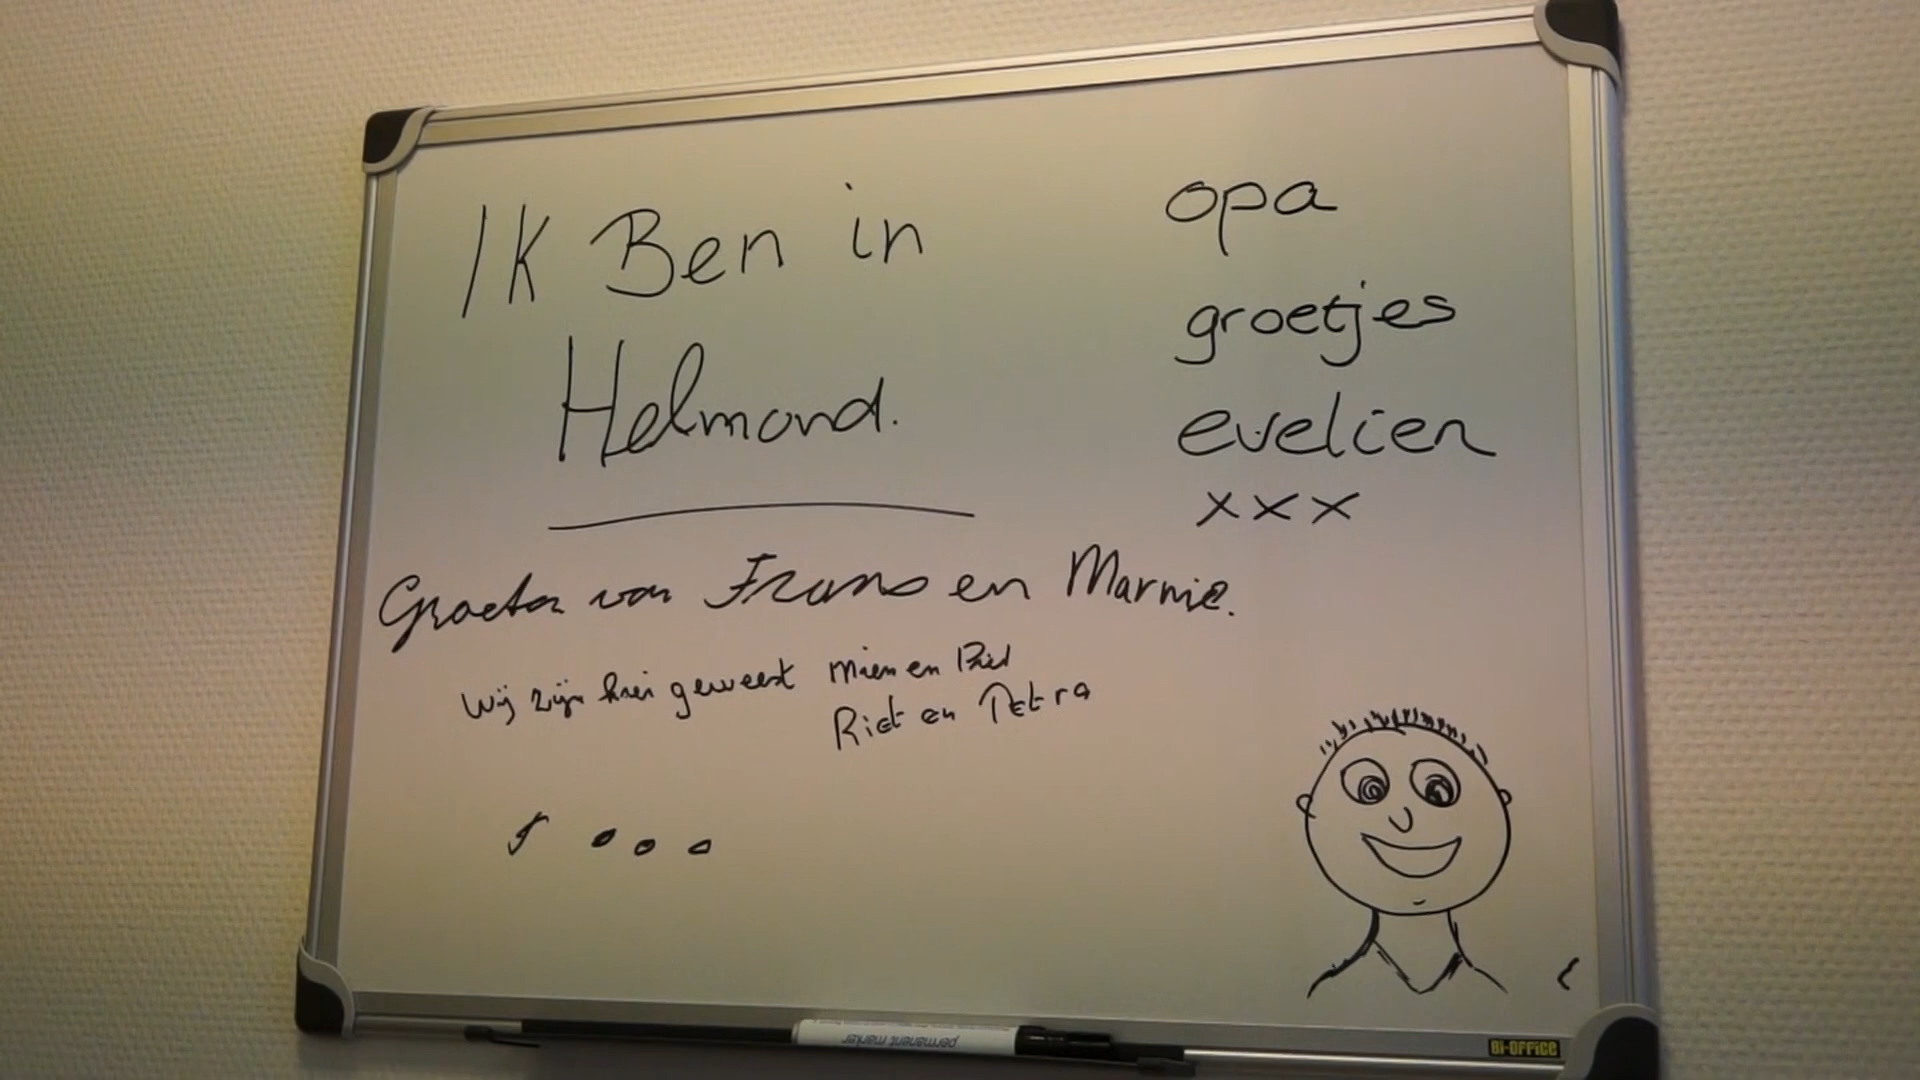 Ik Ben in
Helmond.
opa
groetjes
evelien
xxx
Groeten van Frans en Marnie.
Wij zijn hier geweest Mien en Piet
Riet en Petra
permanent marker
Bi-OFFICE